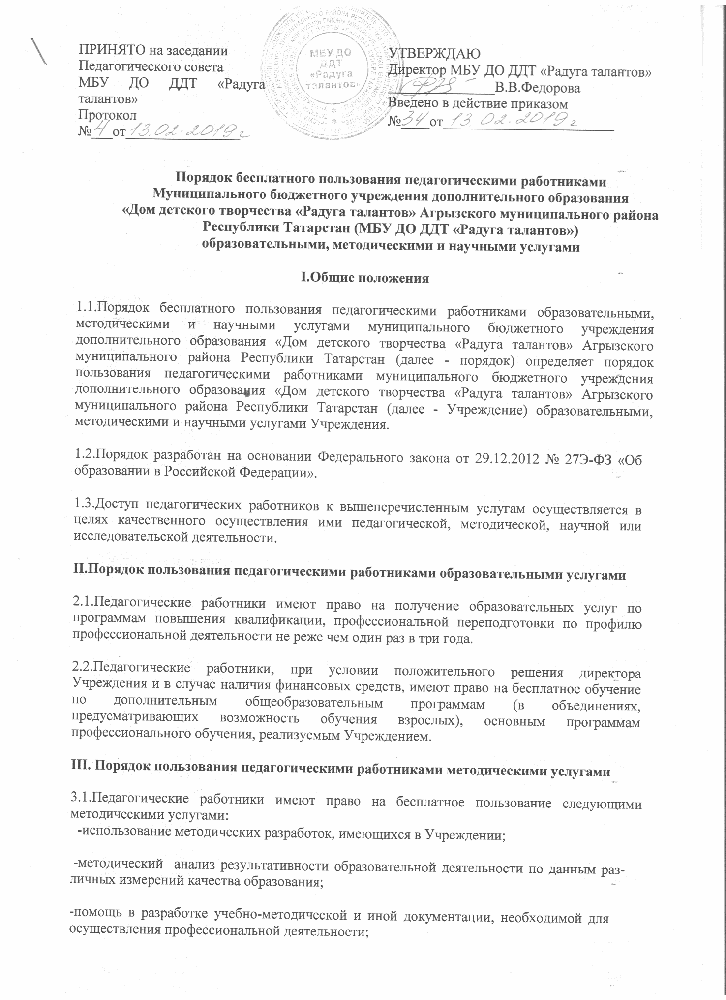 ПРИНЯТО на заседании
Педагогического совета
МБУ ДО ДДТ «Радуга
талантов»
Протокол
№ 4 от 13.02.2019 г
МБУ ДО
ДДТ
«Радуга
талантов»
УТВЕРЖДАЮ
Директор МБУ ДО ДДТ «Радуга талантов»
_______________В.В.Федорова
Введено в действие приказом
№ 34 от 13 02.2019 г
Порядок бесплатного пользования педагогическими работниками
Муниципального бюджетного учреждения дополнительного образования
«Дом детского творчества «Радуга талантов» Агрызского муниципального района
Республики Татарстан (МБУ ДО ДДТ «Радуга талантов»)
образовательными, методическими и научными услугами
I.Общие положения
1.1.Порядок бесплатного пользования педагогическими работниками образовательными,
методическими и научными услугами муниципального бюджетного учреждения
дополнительного образования «Дом детского творчества «Радуга талантов» Агрызского
муниципального района Республики Татарстан (далее - порядок) определяет порядок
пользования педагогическими работниками муниципального бюджетного учреждения
дополнительного образования «Дом детского творчества «Радуга талантов» Агрызского
муниципального района Республики Татарстан (далее - Учреждение) образовательными,
методическими и научными услугами Учреждения.
1.2.Порядок разработан на основании Федерального закона от 29.12.2012 № 27Э-ФЗ «Об
образовании в Российской Федерации».
1.3.Доступ педагогических работников к вышеперечисленным услугам осуществляется в
целях качественного осуществления ими педагогической, методической, научной или
исследовательской деятельности.
II.Порядок пользования педагогическими работниками образовательными услугами
2.1.Педагогические работники имеют право на получение образовательных услуг по
программам повышения квалификации, профессиональной переподготовки по профилю
профессиональной деятельности не реже чем один раз в три года.
2.2.Педагогические работники, при условии положительного решения директора
Учреждения и в случае наличия финансовых средств, имеют право на бесплатное обучение
по дополнительным общеобразовательным программам (в объединениях,
предусматривающих возможность обучения взрослых), основным программам
профессионального обучения, реализуемым Учреждением.
III. Порядок пользования педагогическими работниками методическими услугами
3.1.Педагогические работники имеют право на бесплатное пользование следующими
методическими услугами:
-использование методических разработок, имеющихся в Учреждении;
-методический анализ результативности образовательной деятельности по данным раз-
личных измерений качества образования;
-помощь в разработке учебно-методической и иной документации, необходимой для
осуществления профессиональной деятельности;